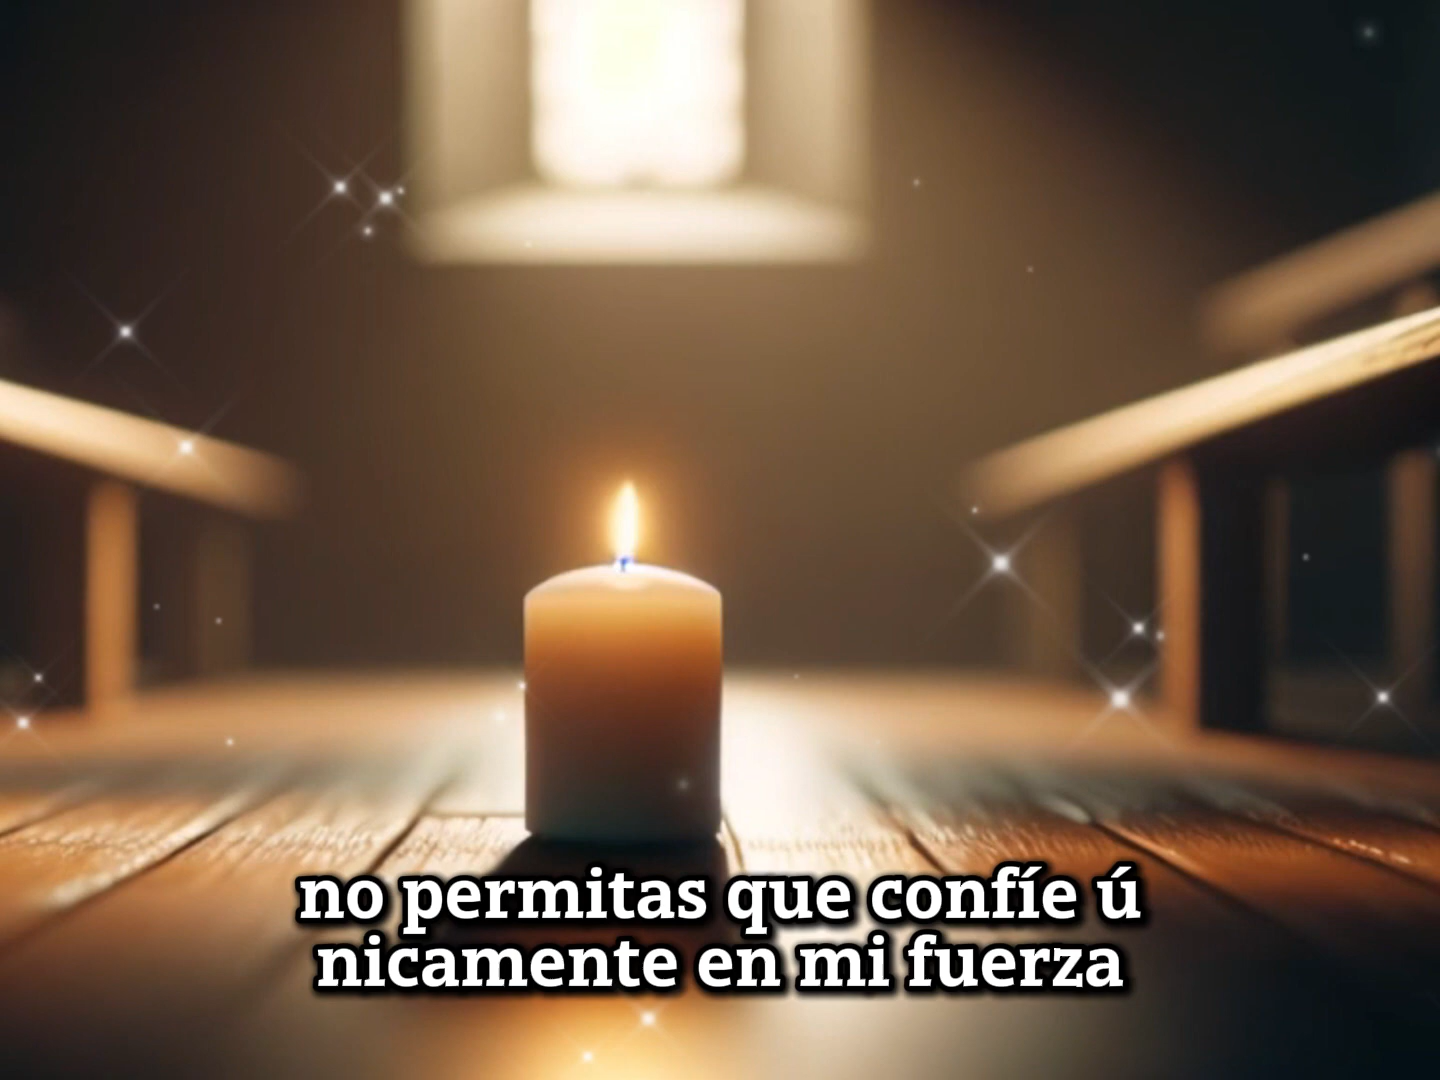 no permitas que confíe ú
nicamente en mi fuerza